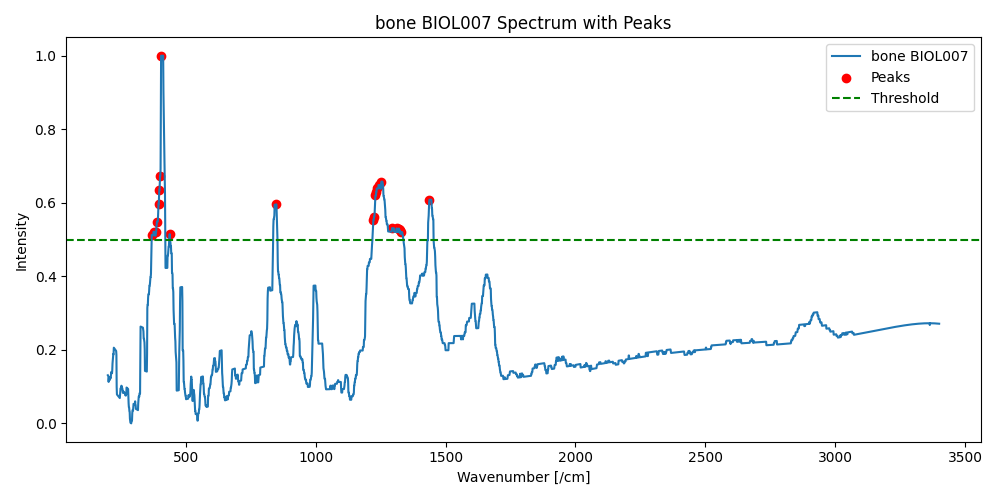 bone BIOL007 Spectrum with Peaks
bone BIOL007
Peaks
Threshold
Intensity
1.0
0.8
0.6
0.4
0.2
0.0
500 1000 1500 2000 2500 3000 3500
Wavenumber [/cm]